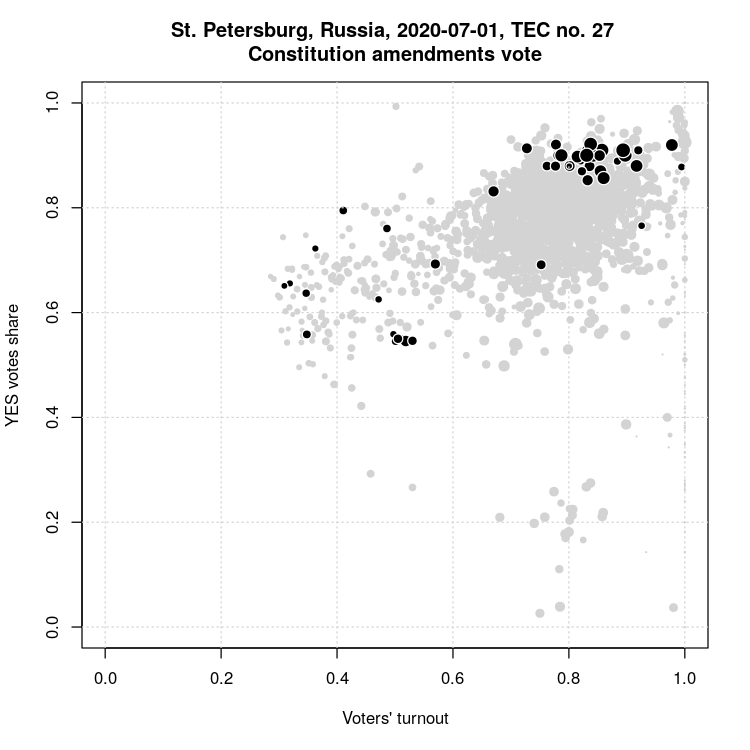 St. Petersburg, Russia, 2020-07-01, TEC no. 27
Constitution amendments vote
1.0
0.8
0.6
0.4
0.2
0.0
YES votes share
0.0 0.2 0.4 0.6 0.8 1.0
Voters' turnout